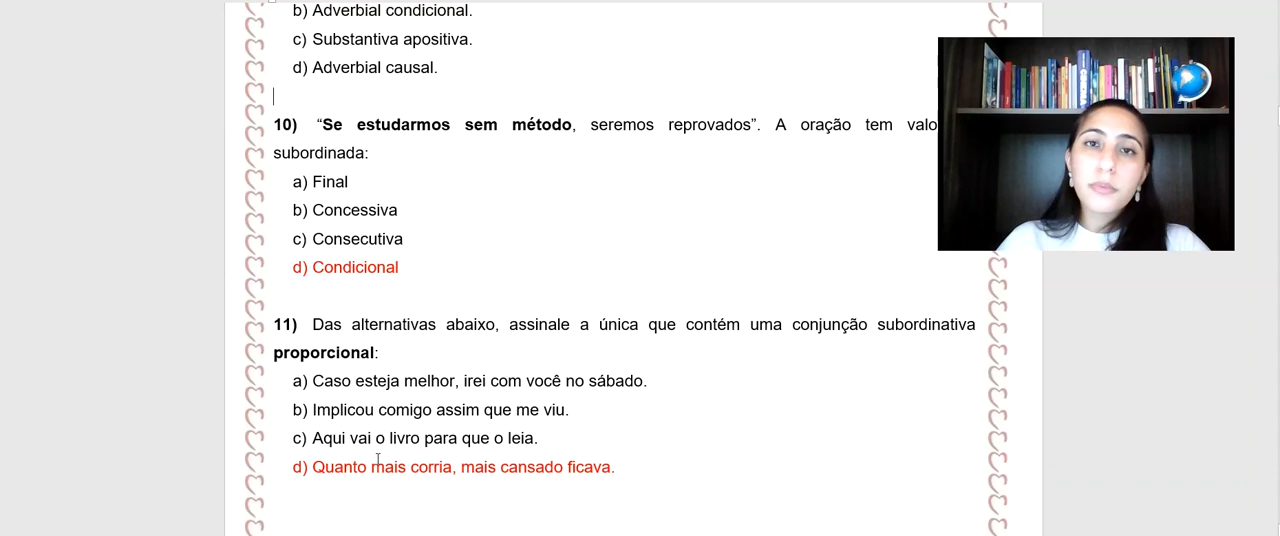 b) Adverbial condicional.
c) Substantiva apositiva.
d) Adverbial causal.
10) “Se estudarmos sem método, seremos reprovados”. A oração tem
subordinada:
a) Final
b) Concessiva
c) Consecutiva
d) Condicional
11) Das alternativas abaixo, assinale a única que contém uma conjunção subordinativa
proporcional:
a) Caso esteja melhor, irei com você no sábado.
b) Implicou comigo assim que me viu.
c) Aqui vai o livro para que o leia.
d) Quanto mais corria, mais cansado ficava.